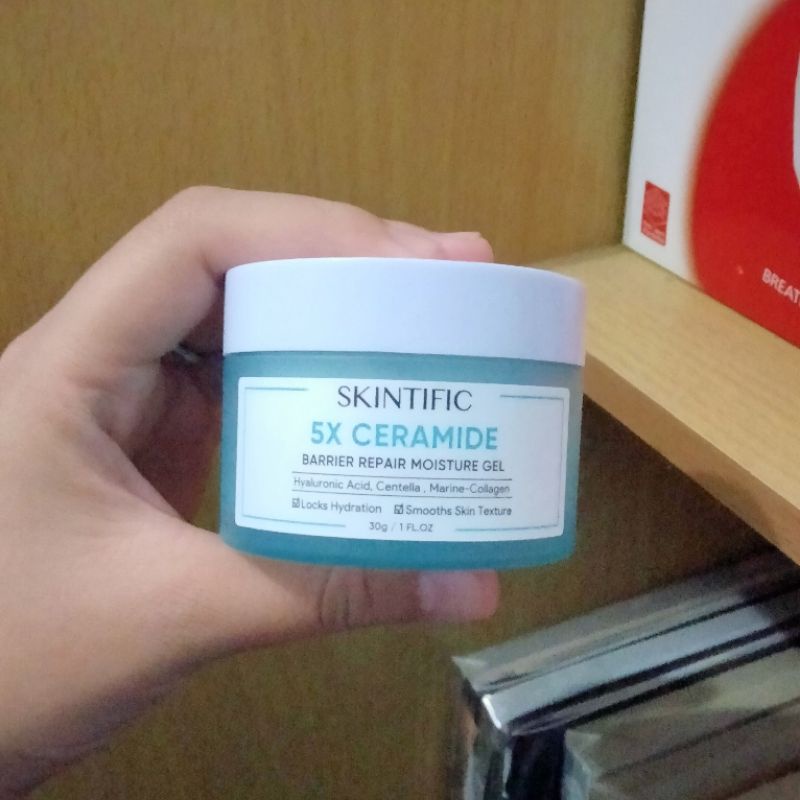 SKINTIFIC
5X CERAMIDE
BARRIER REPAIR MOISTURE GEL
Hyaluronic Acid, Centella , Marine-Collagen
☑Locks Hydration ☑Smooths Skin Texture
30g / 1 FL.OZ